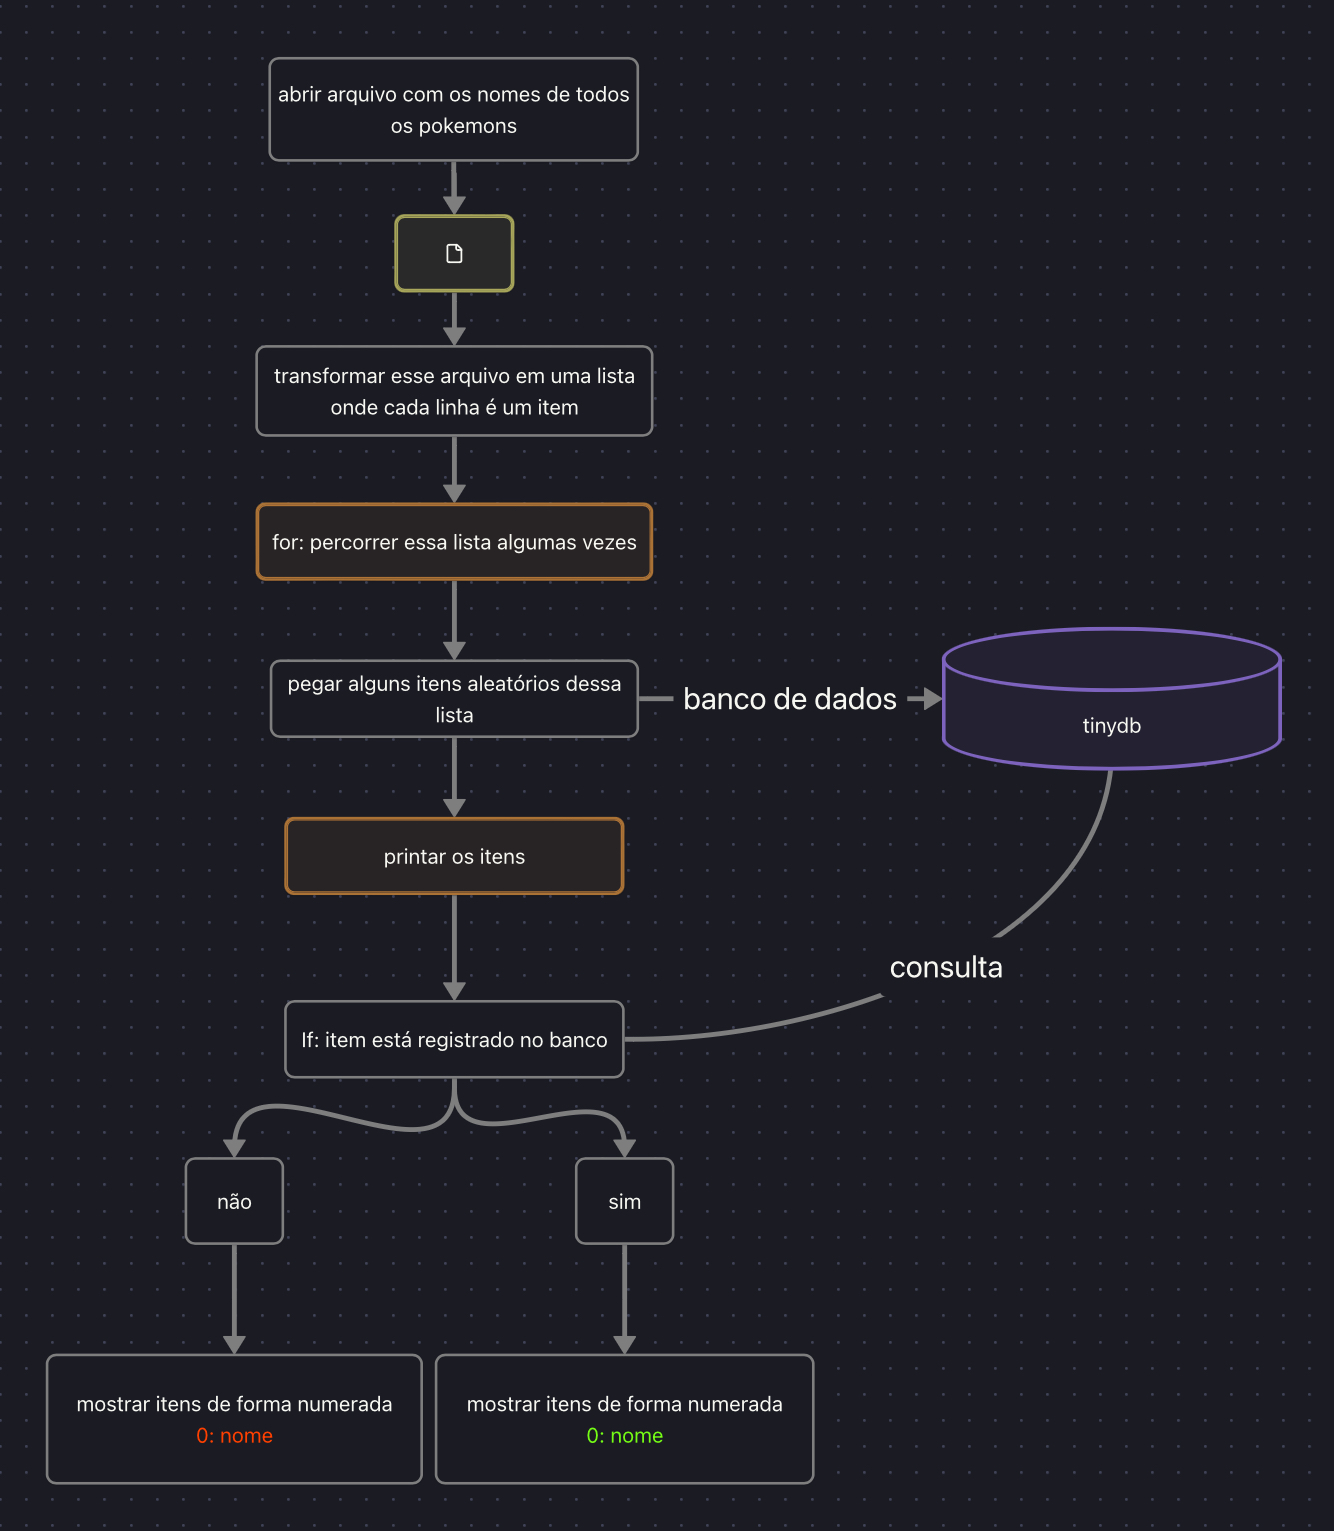 abrir arquivo com os nomes de todos
os pokemons
transformar esse arquivo em uma lista
onde cada linha é um item
for: percorrer essa lista algumas vezes
pegar alguns itens aleatórios dessa
lista
banco de dados
tinydb
printar os itens
consulta
If: item está registrado no banco
não
sim
mostrar itens de forma numerada
0: nome
mostrar itens de forma numerada
0: nome